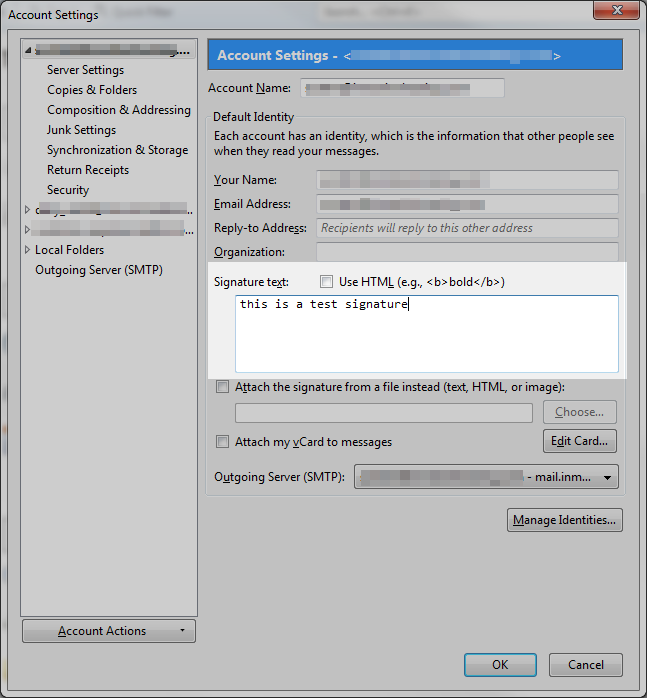 Account Settings
Server Settings
Copies & Folders
Composition & Addressing
Junk Settings
Synchronization & Storage
Return Receipts
Security
Local Folders
Outgoing Server (SMTP)
Account Actions
Account Settings - < >
Account Name:
Default Identity
Each account has an identity, which is the information that other people see
when they read your messages.
Your Name:
Email Address:
Reply-to Address: Recipients will reply to this other address
Organization:
Signature text: Use HTML (e.g., <b>bold</b>)
this is a test signature
Attach the signature from a file instead (text, HTML, or image):
Choose...
Attach my vCard to messages
Edit Card...
Outgoing Server (SMTP): - mail.inm...
Manage Identities...
OK Cancel